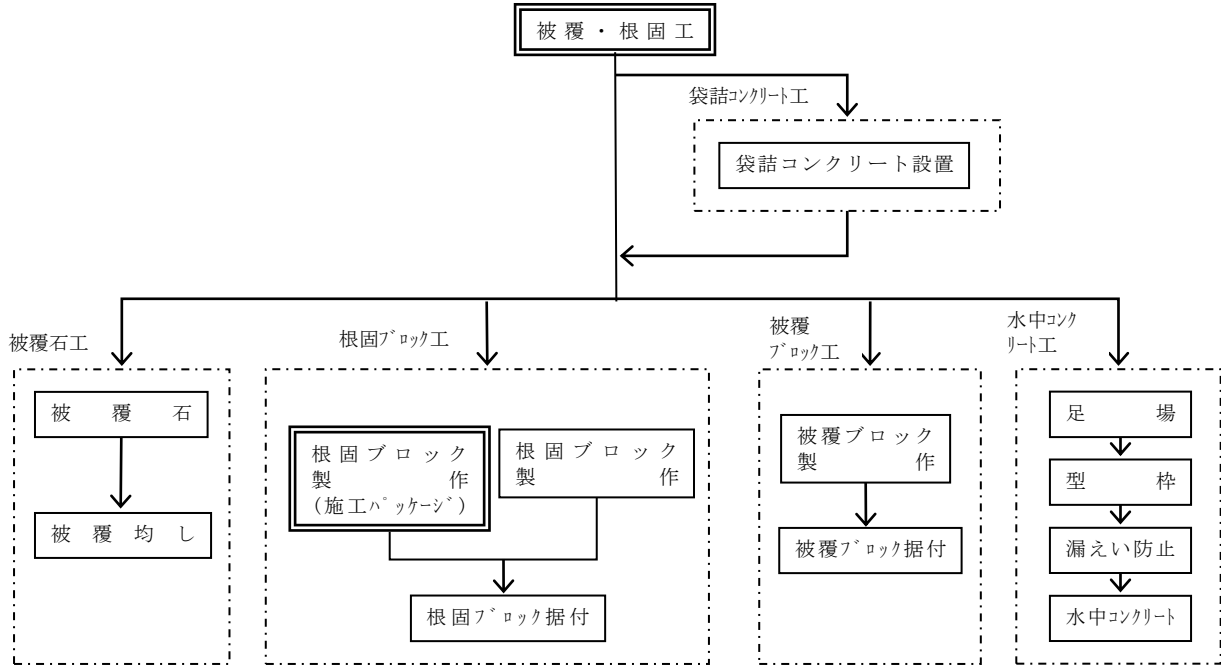 被覆・根固工
袋詰ｺﾝｸﾘｰﾄ工
袋詰コンクリート設置
被覆石工
被覆石
被覆均し
根固ﾌﾞﾛｯｸ工
根固ブロック
製作
(施工ﾊﾟｯｹｰｼﾞ)
根固ブロック
製作
根固ﾌﾞﾛｯｸ据付
被覆
ﾌﾞﾛｯｸ工
被覆ブロック
製作
被覆ﾌﾞﾛｯｸ据付
水中ｺﾝｸ
ﾘｰﾄ工
足場
型枠
漏えい防止
水中ｺﾝｸﾘｰﾄ